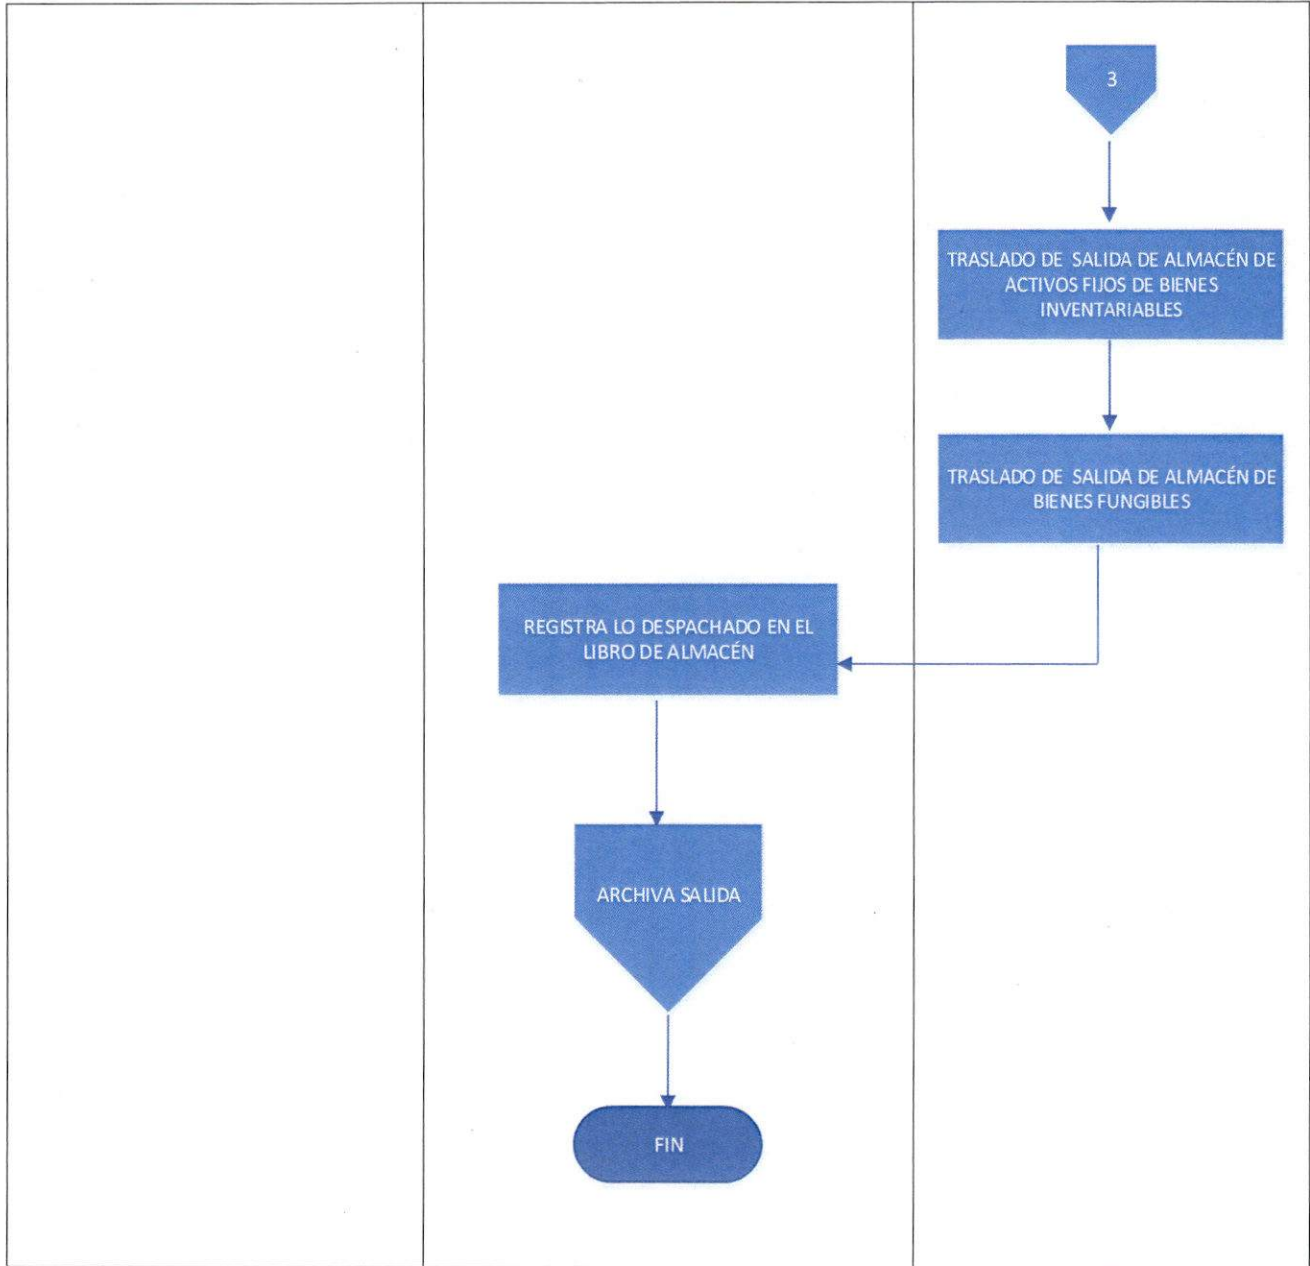 3
TRASLADO DE SALIDA DE ALMACÉN DE
ACTIVOS FIJOS DE BIENES
INVENTARIABLES
TRASLADO DE SALIDA DE ALMACÉN DE
BIENES FUNGIBLES
REGISTRA LO DESPACHADO EN EL
LIBRO DE ALMACÉN
ARCHIVA SALIDA
FIN